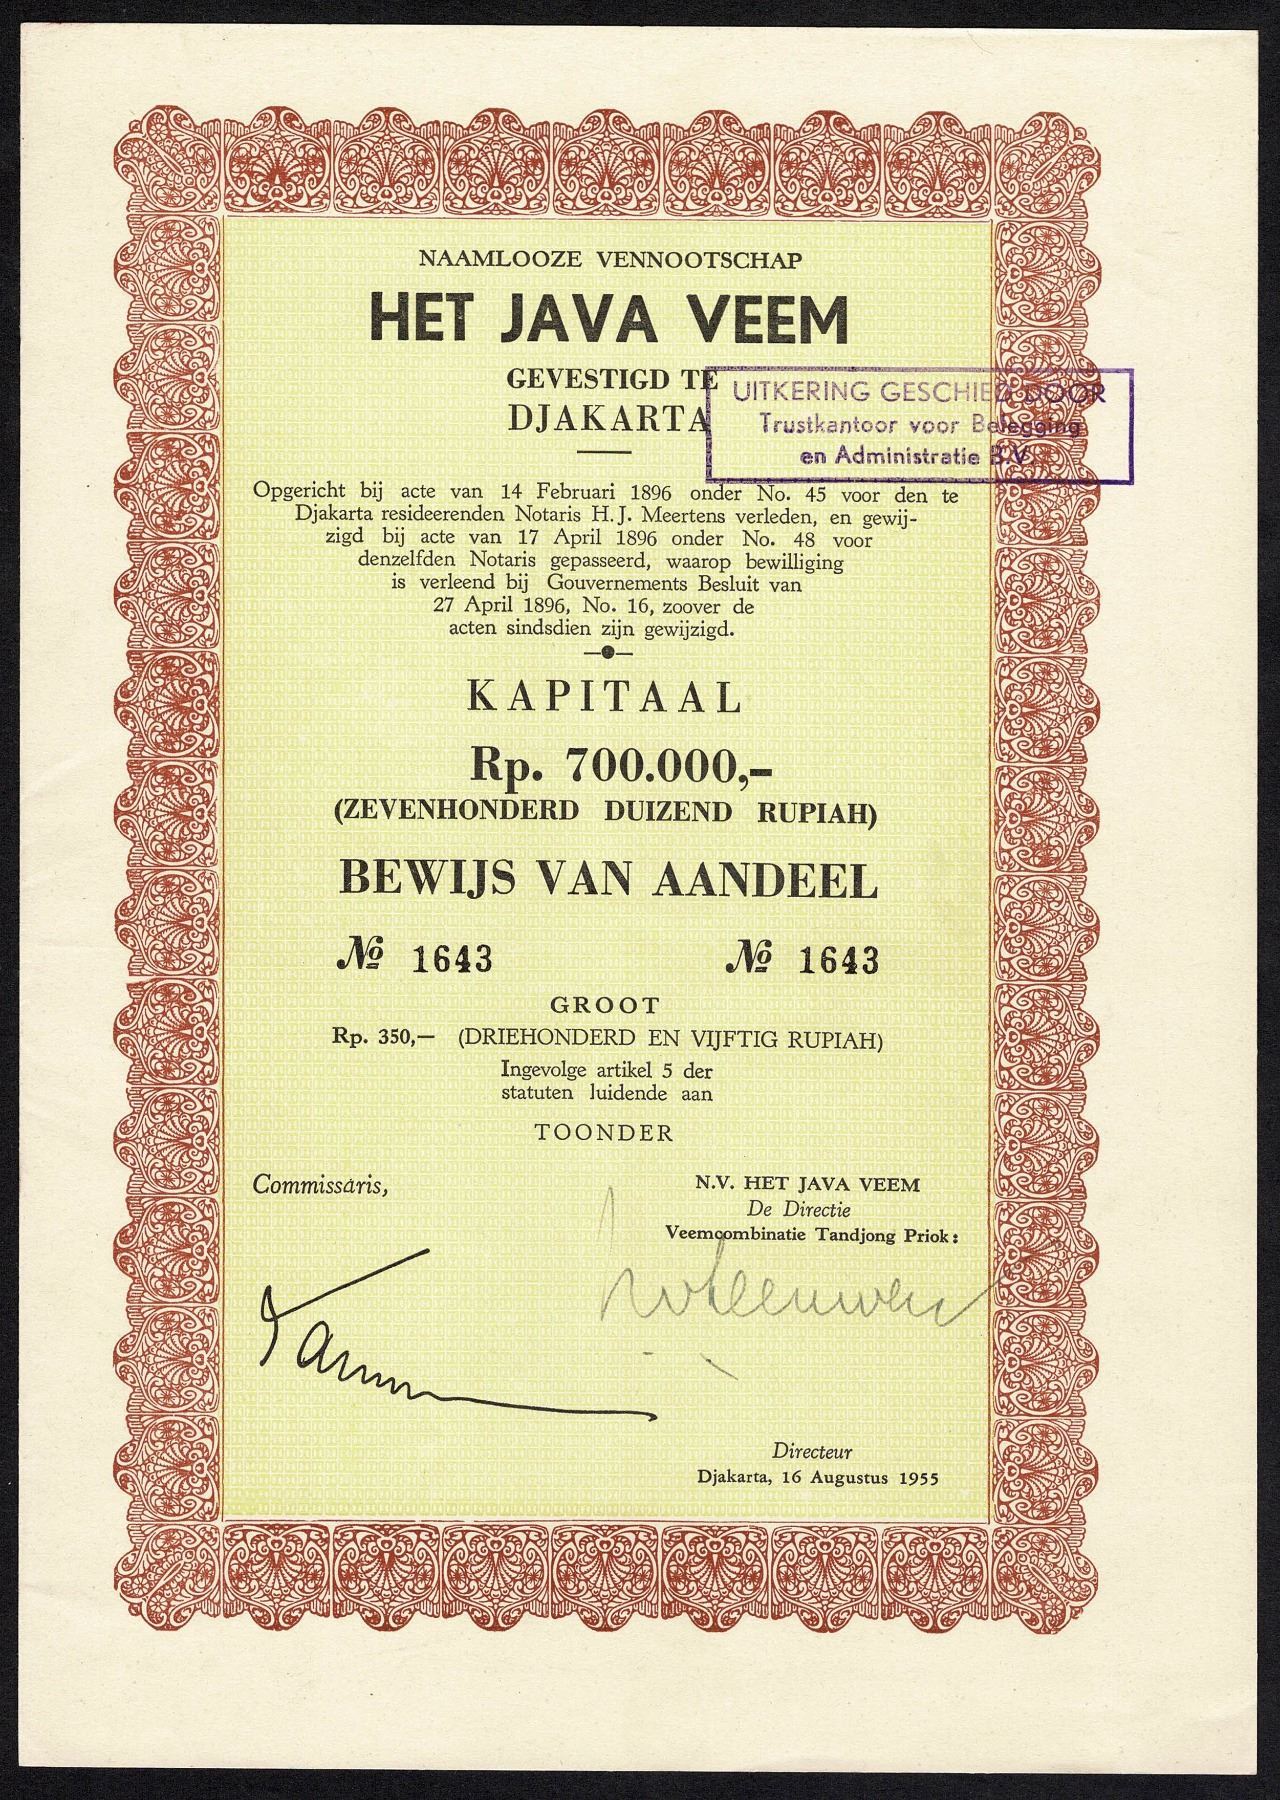 NAAMLOOZE VENNOOTSCHAP
HET JAVA VEEM
GEVESTIGD TE
DJAKARTA
UITKERING GESCHIED DOOR
Trustkantoor voor Belegging
en Administratie B.V.
Opgericht bij acte van 14 Februari 1896 onder No. 45 voor den te
Djakarta resideerenden Notaris H.J. Meertens verleden, en gewij-
zigd bij acte van 17 April 1896 onder No. 48 voor
denzelfden Notaris gepasseerd, waarop bewilliging
is verleend bij Gouvernements Besluit van
27 April 1896, No. 16, zoover de
acten sindsdien zijn gewijzigd.
KAPITAAL
Rp. 700.000,-
(ZEVENHONDERD DUIZEND RUPIAH)
BEWIJS VAN AANDEEL
№ 1643 № 1643
GROOT
Rp. 350,— (DRIEHONDERD EN VIJFTIG RUPIAH)
Ingevolge artikel 5 der
statuten luidende aan
TOONDER
Commissaris,
N.V. HET JAVA VEEM
De Directie
Veemcombinatie Tandjong Priok:
Directeur
Djakarta, 16 Augustus 1955